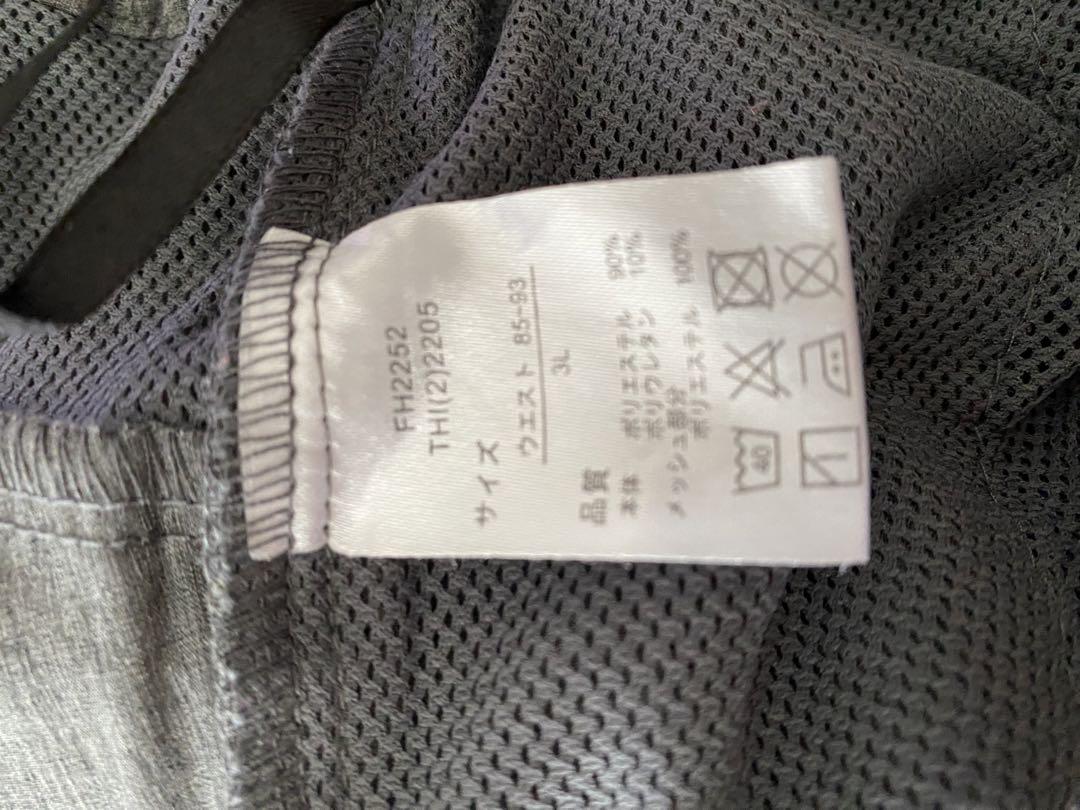 FH2252
TH(2)2205
サイズ
ウエスト 85-93
3L
品質
本体 ポリエステル 90%
ポリウレタン 10%
メッシュ部分
ポリエステル 100%
40